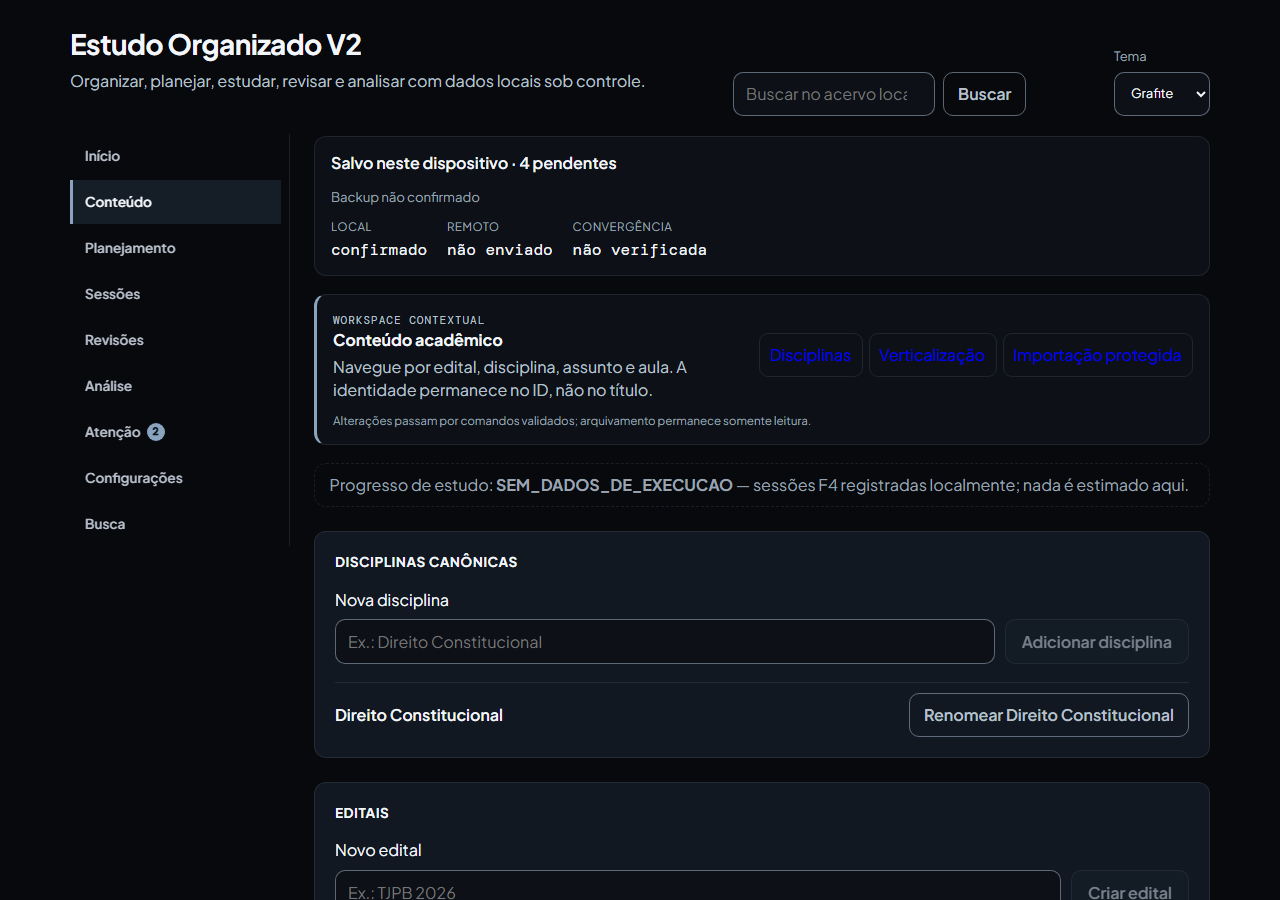 Estudo Organizado V2
Organizar, planejar, estudar, revisar e analisar com dados locais sob controle.
Buscar no acervo loca
Buscar
Tema
Grafite
Início
Conteúdo
Planejamento
Sessões
Revisões
Análise
Atenção 2
Configurações
Busca
Salvo neste dispositivo · 4 pendentes
Backup não confirmado
LOCAL REMOTO CONVERGÊNCIA
confirmado não enviado não verificada
WORKSPACE CONTEXTUAL
Conteúdo acadêmico
Navegue por edital, disciplina, assunto e aula. A
identidade permanece no ID, não no título.
Alterações passam por comandos validados; arquivamento permanece somente leitura.
Disciplinas
Verticalização
Importação protegida
Progresso de estudo: SEM_DADOS_DE_EXECUCAO — sessões F4 registradas localmente; nada é estimado aqui.
DISCIPLINAS CANÔNICAS
Nova disciplina
Ex.: Direito Constitucional
Adicionar disciplina
Direito Constitucional
Renomear Direito Constitucional
EDITAIS
Novo edital
Ex.: TJPB 2026
Criar edital